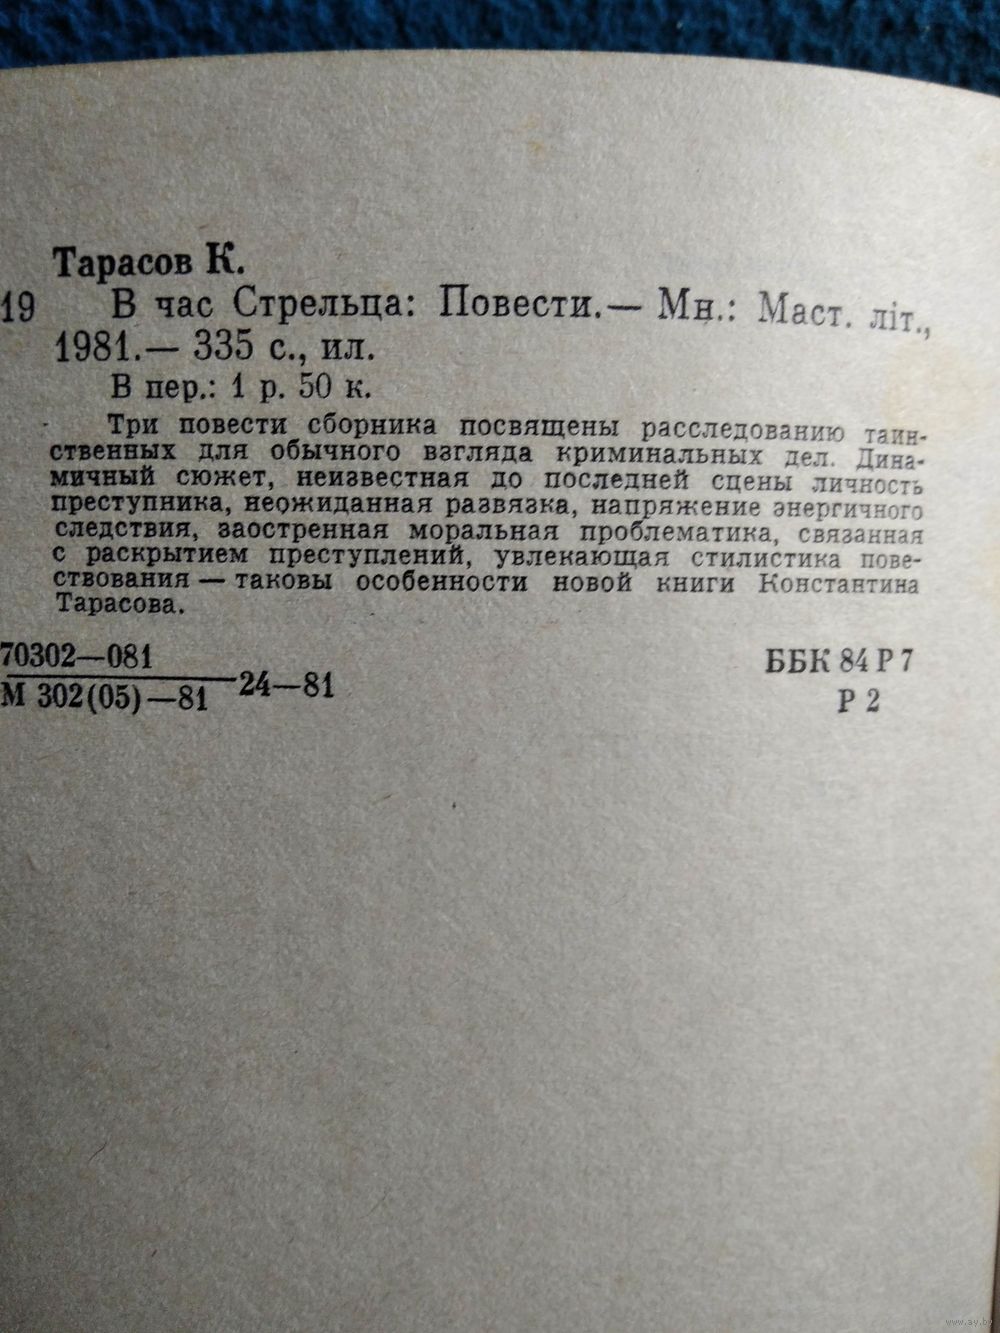 Тарасов К.
19 В час Стрельца: Повести.— Мн.: Маст. літ.,
1981.— 335 с., ил.
В пер.: 1 р. 50 к.
Три повести сборника посвящены расследованию таин-
ственных для обычного взгляда криминальных дел. Дина-
мичный сюжет, неизвестная до последней сцены личность
преступника, неожиданная развязка, напряжение энергичного
следствия, заостренная моральная проблематика, связанная
с раскрытием преступлений, увлекающая стилистика пове-
ствования — таковы особенности новой книги Константина
Тарасова.
70302—081
М 302(05)—81
24—81
ББК 84 Р 7
Р 2
www.ay.by